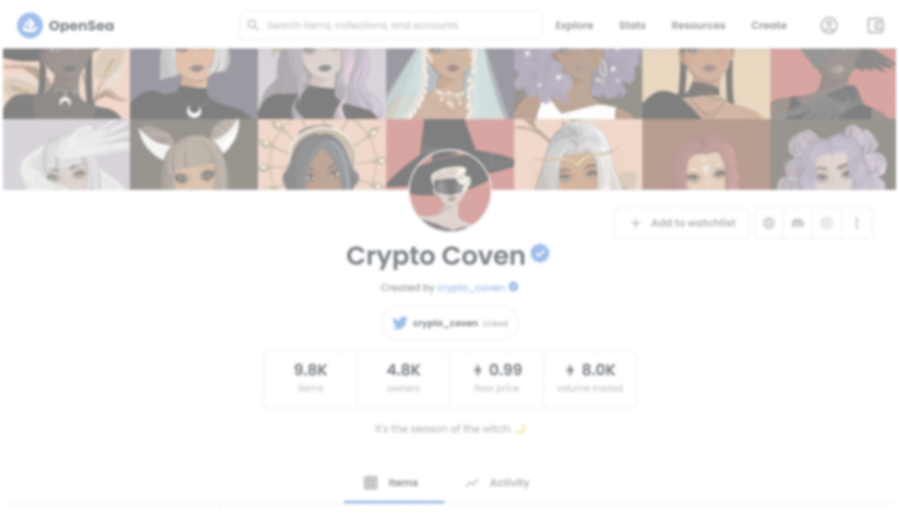 OpenSea
Search items, collections, and accounts
Explore
Stats
Resources
Create
Add to watchlist
Crypto Coven
Created by crypto_coven
crypto_coven linked
9.8K
items
4.8K
owners
0.99
floor price
8.0K
volume traded
It's the season of the witch. 🌙
Items
Activity